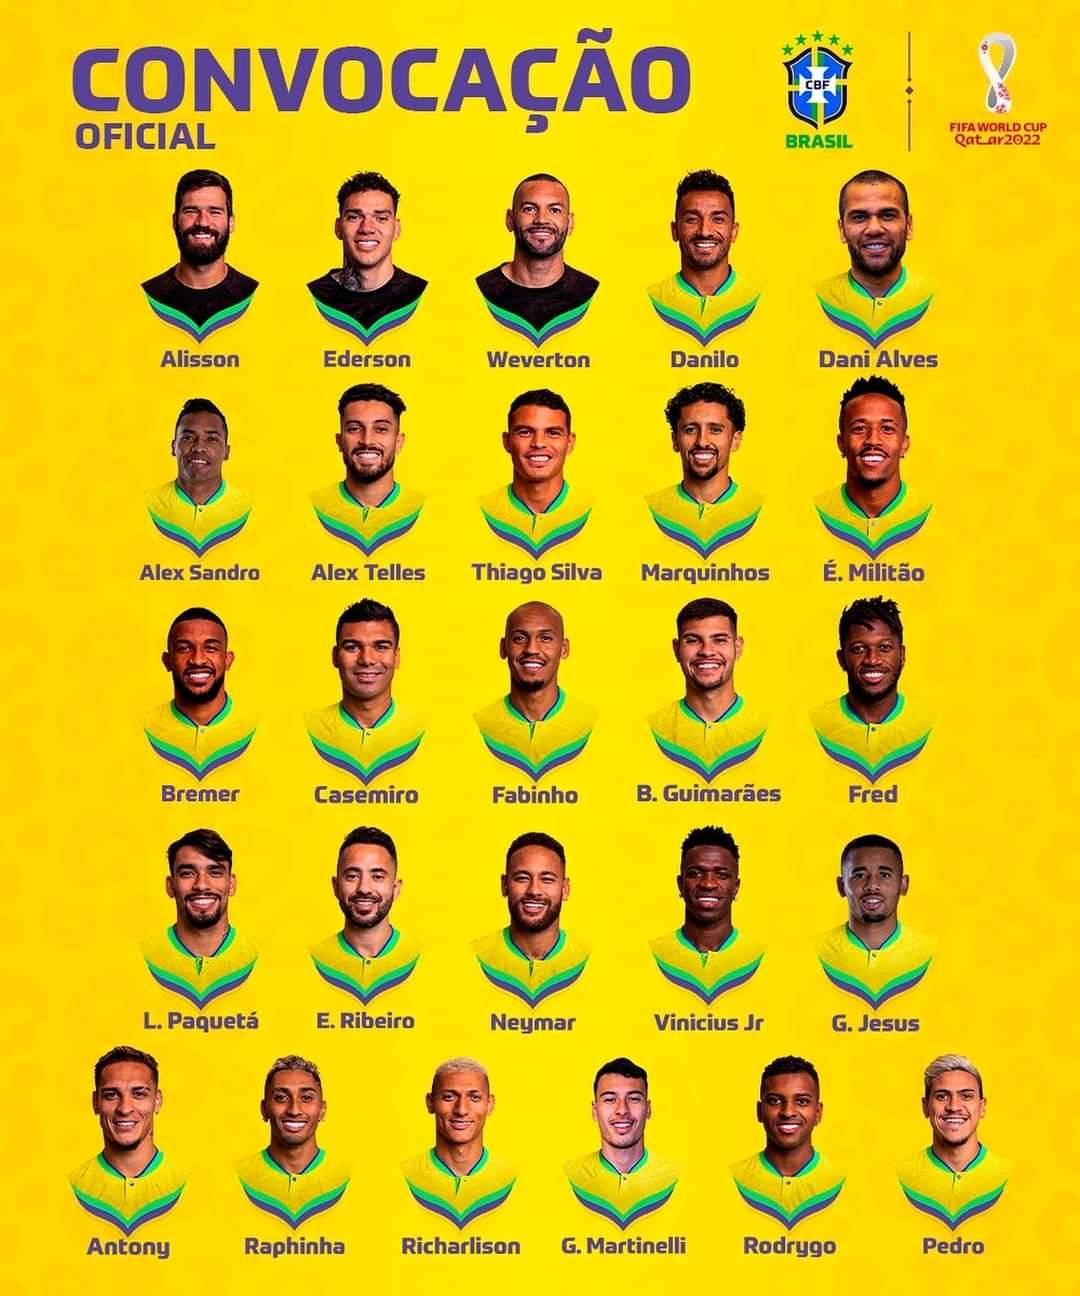 CONVOCAÇÃO
OFICIAL
CBF
BRASIL
FIFA WORLD CUP
Qatar2022
Alisson
Ederson
Weverton
Danilo
Dani Alves
Alex Sandro
Alex Telles
Thiago Silva
Marquinhos
É. Militão
Bremer
Casemiro
Fabinho
B. Guimarães
Fred
L. Paquetá
E. Ribeiro
Neymar
Vinicius Jr
G. Jesus
Antony
Raphinha
Richarlison
G. Martinelli
Rodrygo
Pedro